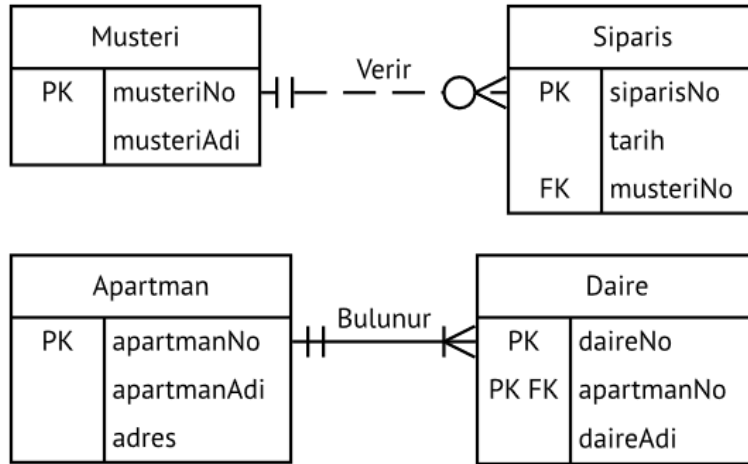 Musteri
PK musteriNo
musteriAdi
Verir
Siparis
PK siparisNo
tarih
FK musteriNo
Apartman
PK apartmanNo
apartmanAdi
adres
Bulunur
Daire
PK daireNo
PK FK apartmanNo
daireAdi